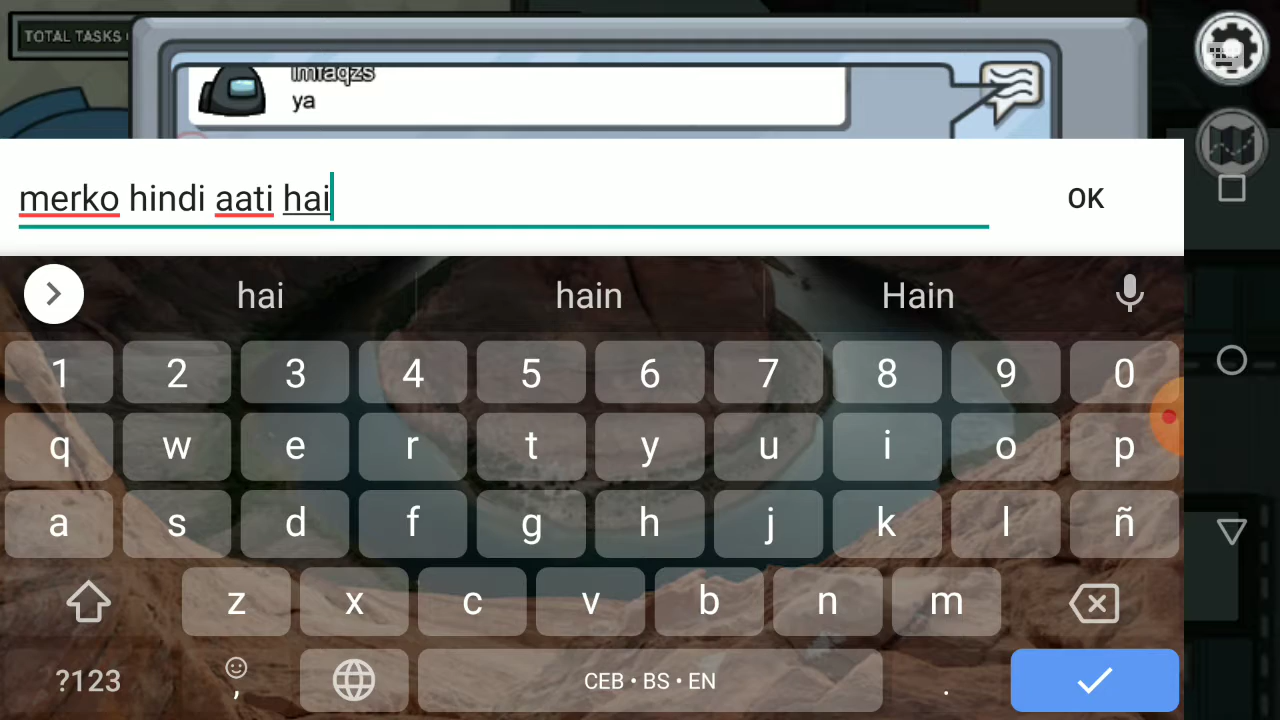 TOTAL TASKS
lmfaqzs
ya
merko hindi aati hai
OK
hai hain Hain
1 2 3 4 5 6 7 8 9 0
q w e r t y u i o p
a s d f g h j k l ñ
z x c v b n m
?123 , CEB • BS • EN .